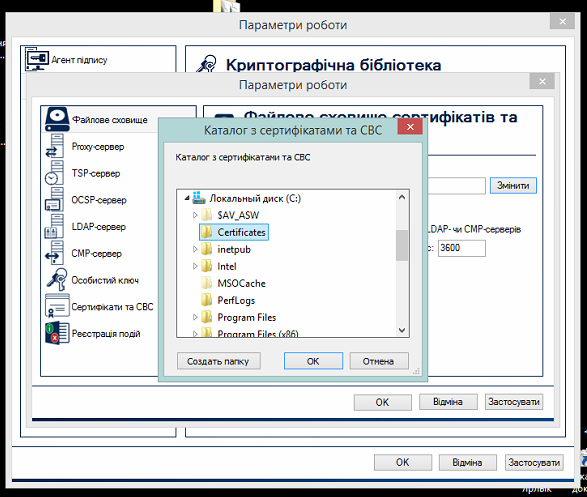 Параметри роботи
Агент підпису
Криптографічна бібліотека
Параметри роботи
Файлове сховище
Файлове сховище сертифікатів та
Proxy-сервер
TSP-сервер
OCSP-сервер
LDAP-сервер
CMP-сервер
Особистий ключ
Сертифікати та СВС
Реєстрація подій
Змінити
LDAP- чи CMP-серверів
с: 3600
Каталог з сертифікатами та СВС
Каталог з сертифікатами та СВС
Локальный диск (C:)
$AV_ASW
Certificates
inetpub
Intel
MSOCache
PerfLogs
Program Files
Program Files (x86)
Создать папку
OK
Отмена
OK
Відміна
Застосувати
OK
Відміна
Застосувати
ярлык